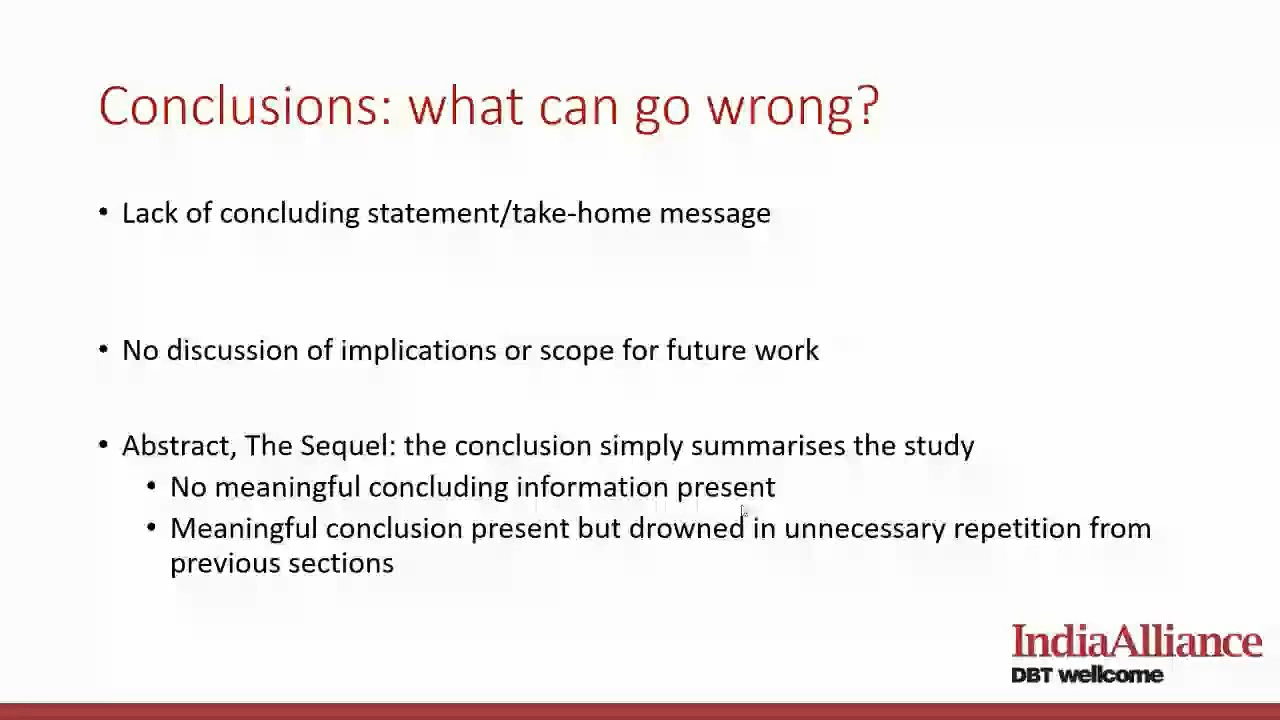 Conclusions: what can go wrong?
• Lack of concluding statement/take-home message
• No discussion of implications or scope for future work
• Abstract, The Sequel: the conclusion simply summarises the study
• No meaningful concluding information present
• Meaningful conclusion present but drowned in unnecessary repetition from
previous sections
IndiaAlliance
DBT wellcome